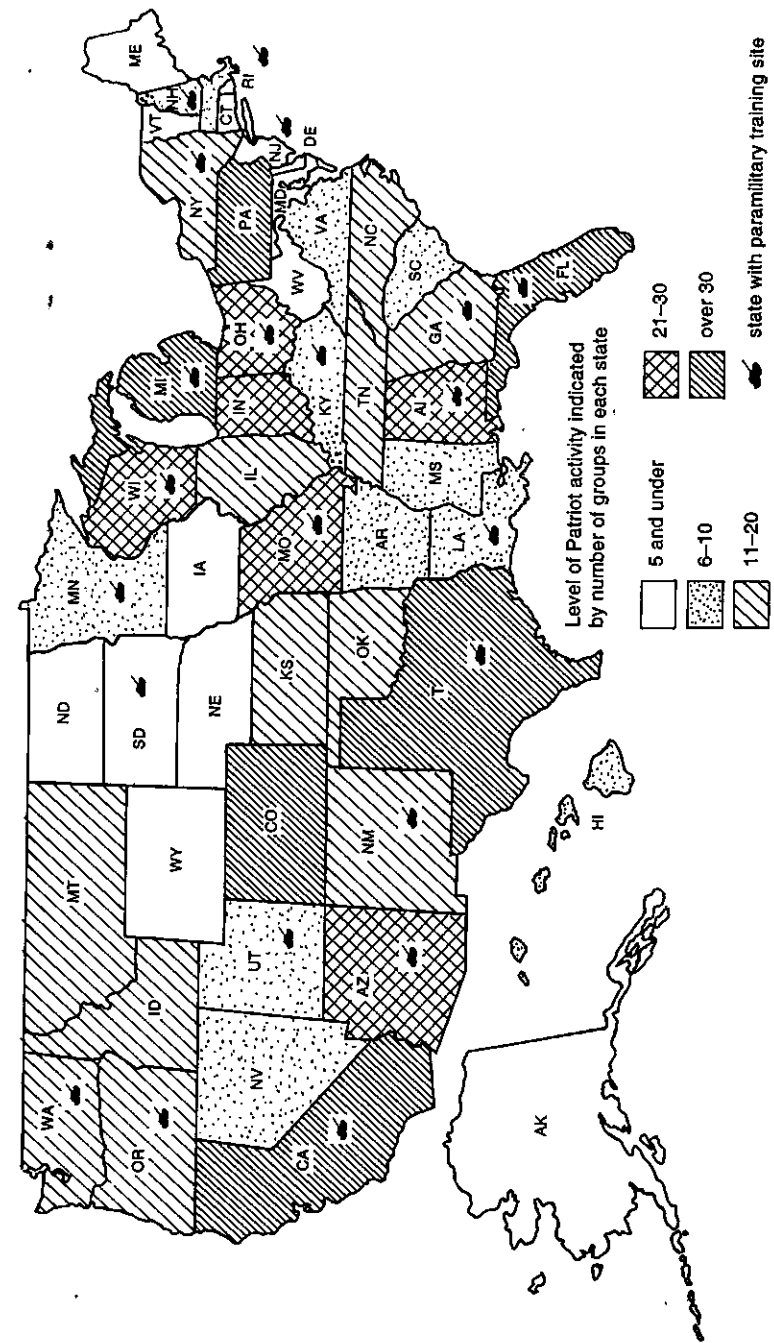 WA
OR
CA
NV
ID
MT
WY
UT
AZ
CO
NM
ND
SD
NE
KS
OK
T
MN
IA
MO
AR
LA
WI
IL
MS
MI
IN
OH
KY
TN
AL
GA
FL
SC
NC
VA
WV
MD
DE
PA
NJ
NY
CT
RI
VT
NH
ME
AK
HI
Level of Patriot activity indicated
by number of groups in each state
5 and under
6–10
11–20
21–30
over 30
state with paramilitary training site